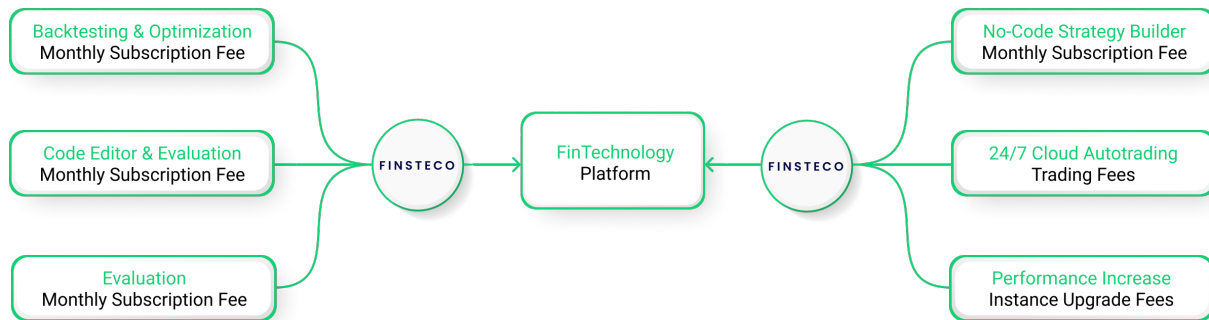 Backtesting & Optimization
Monthly Subscription Fee
No-Code Strategy Builder
Monthly Subscription Fee
Code Editor & Evaluation
Monthly Subscription Fee
FINSTECO
FinTechnology
Platform
FINSTECO
24/7 Cloud Autotrading
Trading Fees
Evaluation
Monthly Subscription Fee
Performance Increase
Instance Upgrade Fees